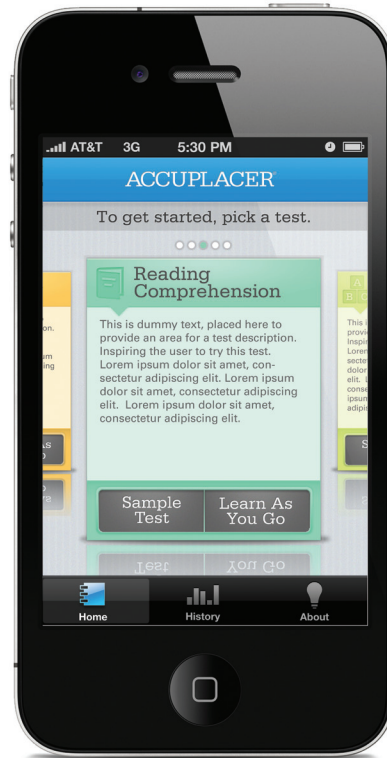 AT&T 3G 5:30 PM
ACCUPLACER®
To get started, pick a test.
Reading
Comprehension
This is dummy text, placed here to
provide an area for a test description.
Inspiring the user to try this test.
Lorem ipsum dolor sit amet, con-
sectetur adipiscing elit. Lorem ipsum
dolor sit amet, consectetur adipiscing
elit. Lorem ipsum dolor sit amet,
consectetur adipiscing elit.
Sample
Test
Learn As
You Go
Home
History
About